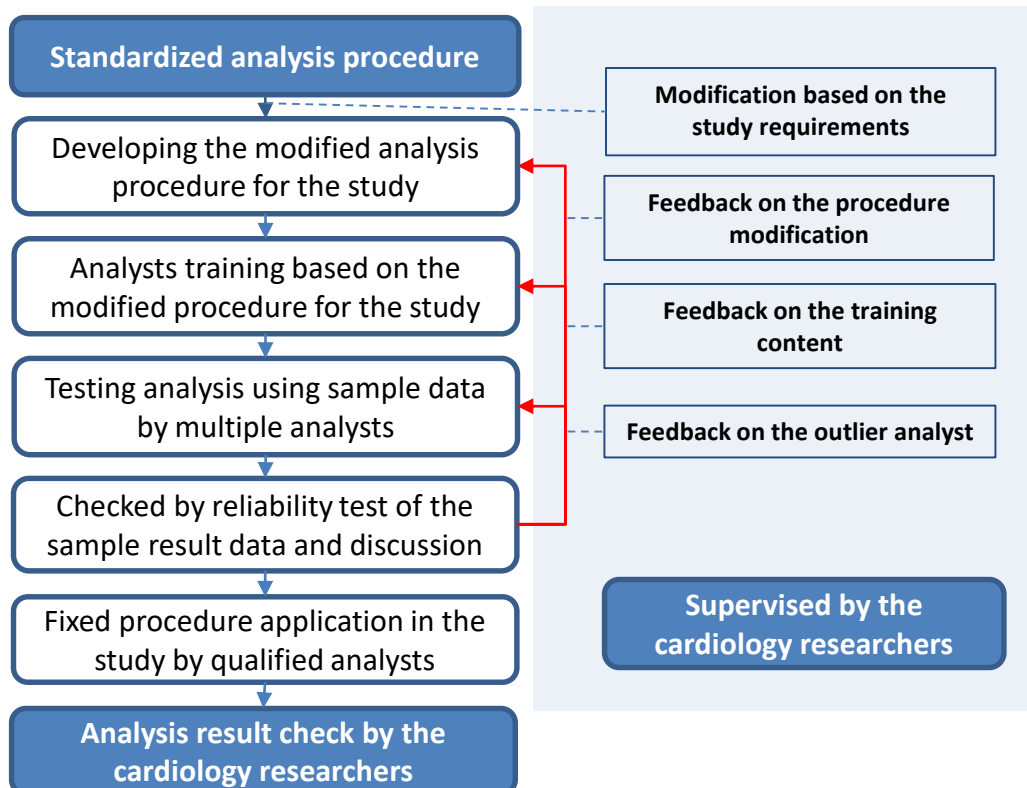 Standardized analysis procedure
Developing the modified analysis
procedure for the study
Analysts training based on the
modified procedure for the study
Testing analysis using sample data
by multiple analysts
Checked by reliability test of the
sample result data and discussion
Fixed procedure application in the
study by qualified analysts
Analysis result check by the
cardiology researchers
Modification based on the
study requirements
Feedback on the procedure
modification
Feedback on the training
content
Feedback on the outlier analyst
Supervised by the
cardiology researchers